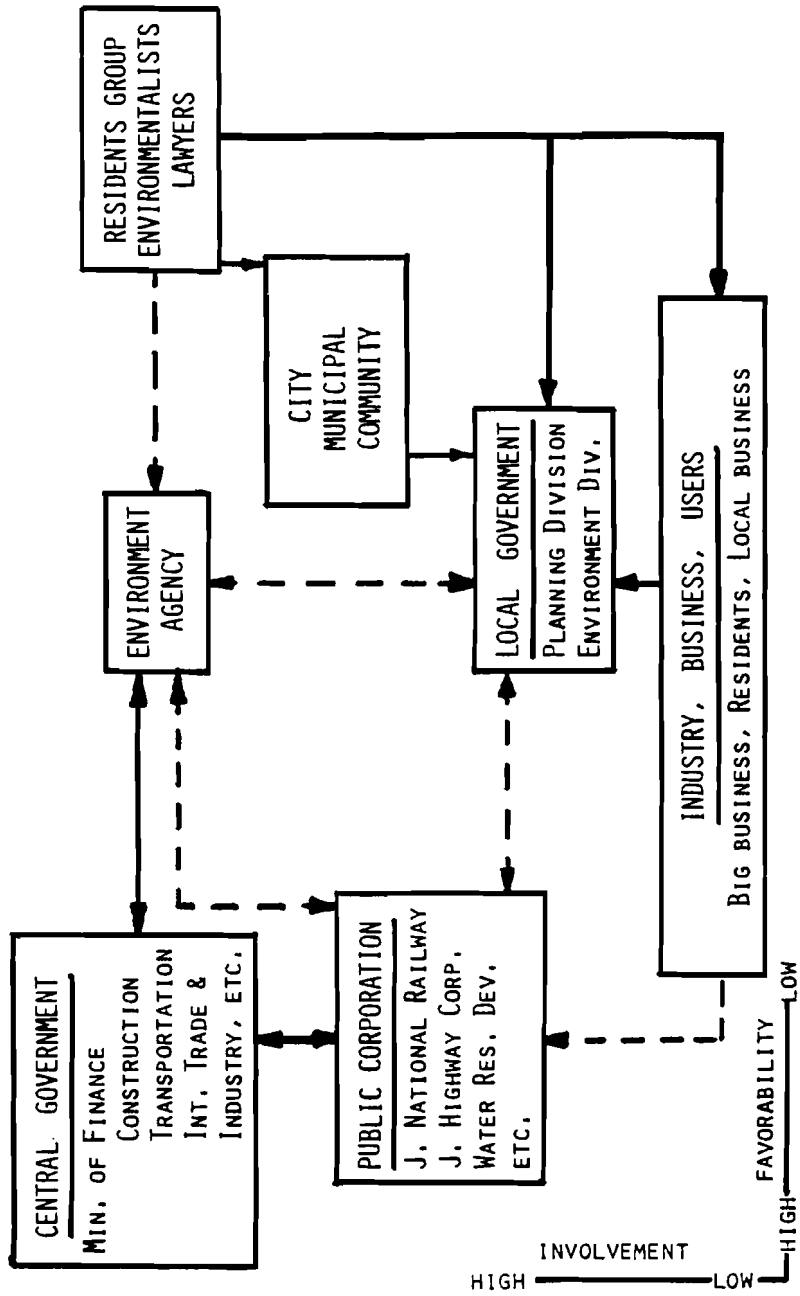 CENTRAL GOVERNMENT
MIN. OF FINANCE
CONSTRUCTION
TRANSPORTATION
INT. TRADE &
INDUSTRY, ETC.
ENVIRONMENT
AGENCY
RESIDENTS GROUP
ENVIRONMENTALISTS
LAWYERS
CITY
MUNICIPAL
COMMUNITY
PUBLIC CORPORATION
J. NATIONAL RAILWAY
J. HIGHWAY CORP.
WATER RES. DEV.
ETC.
LOCAL GOVERNMENT
PLANNING DIVISION
ENVIRONMENT DIV.
INDUSTRY, BUSINESS, USERS
BIG BUSINESS, RESIDENTS, LOCAL BUSINESS
HIGH
INVOLVEMENT
LOW
HIGH
FAVORABILITY
LOW